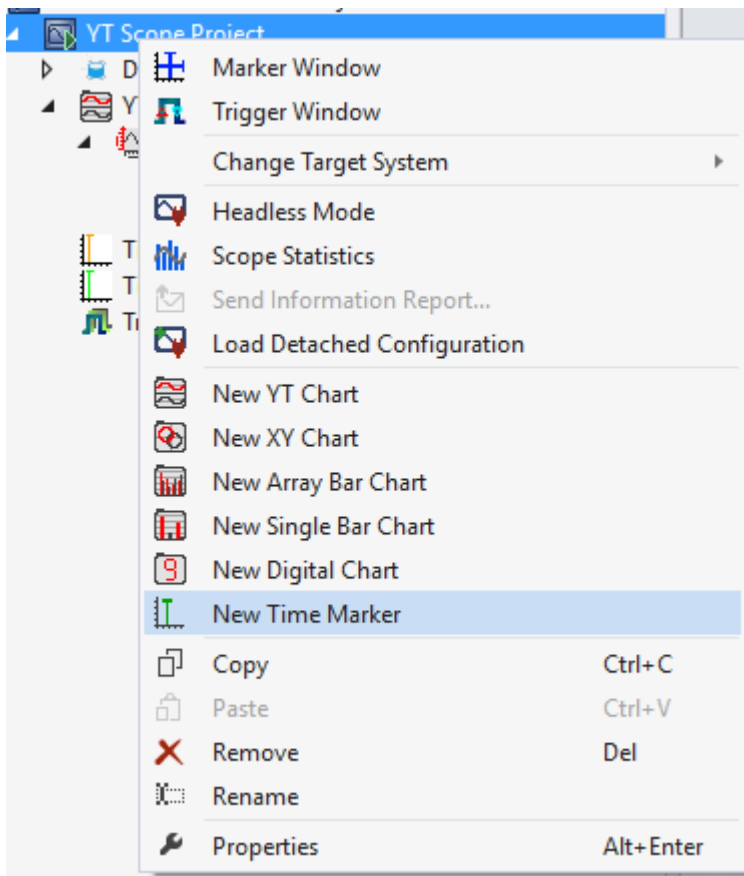 YT Scope Project
Marker Window
Trigger Window
Change Target System
Headless Mode
Scope Statistics
Send Information Report...
Load Detached Configuration
New YT Chart
New XY Chart
New Array Bar Chart
New Single Bar Chart
New Digital Chart
New Time Marker
Copy Ctrl+C
Paste Ctrl+V
Remove Del
Rename
Properties Alt+Enter